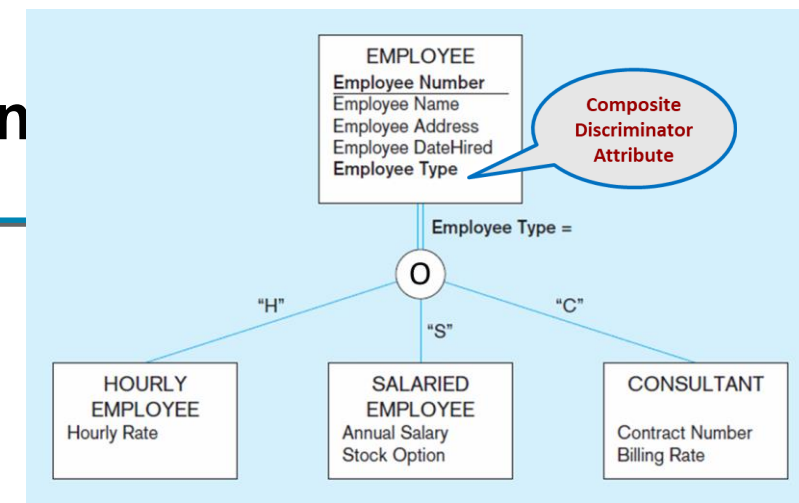 n
EMPLOYEE
Employee Number
Employee Name
Employee Address
Employee DateHired
Employee Type
Composite
Discriminator
Attribute
Employee Type =
O
“H”
“S”
“C”
HOURLY
EMPLOYEE
Hourly Rate
SALARIED
EMPLOYEE
Annual Salary
Stock Option
CONSULTANT
Contract Number
Billing Rate